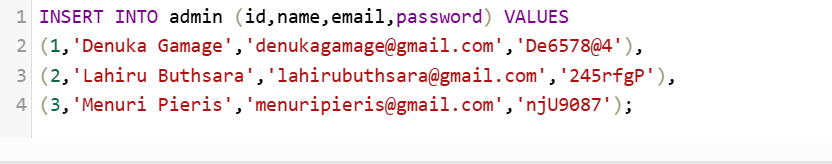 1 INSERT INTO admin (id,name,email,password) VALUES
2 (1,'Denuka Gamage','denukagamage@gmail.com','De6578@4'),
3 (2,'Lahiru Buthsara','lahirubuthsara@gmail.com','245rfgP'),
4 (3,'Menuri Pieris','menuripieris@gmail.com','njU9087');